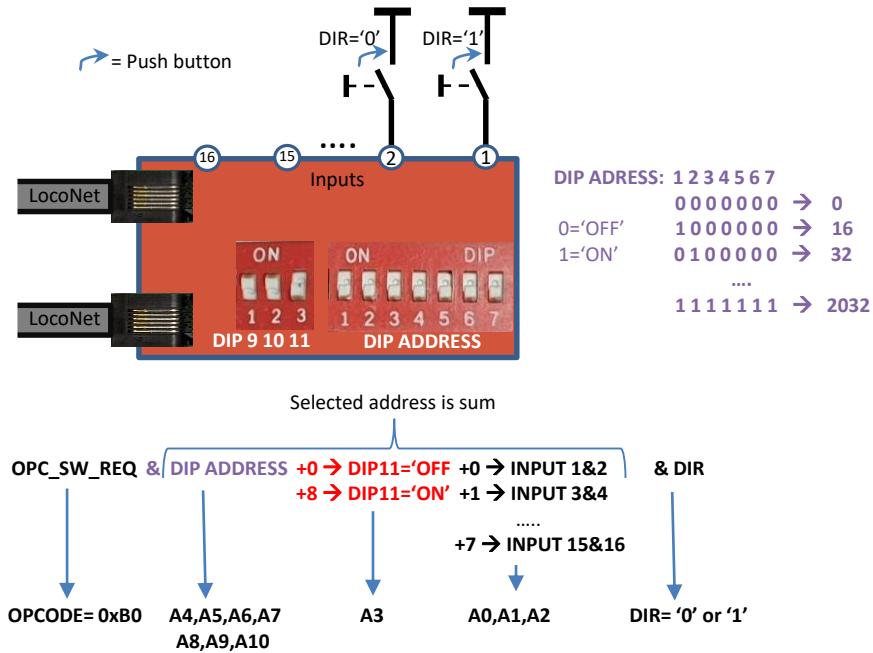 DIR='0'
DIR='1'
= Push button
....
16
15
2
1
Inputs
LocoNet
LocoNet
ON
1 2 3
DIP 9 10 11
ON DIP
1 2 3 4 5 6 7
DIP ADDRESS
DIP ADRESS: 1 2 3 4 5 6 7
0 0 0 0 0 0 0 → 0
0='OFF' 1 0 0 0 0 0 0 → 16
1='ON' 0 1 0 0 0 0 0 → 32
....
1 1 1 1 1 1 1 → 2032
Selected address is sum
OPC_SW_REQ & DIP ADDRESS +0 → DIP11='OFF +0 → INPUT 1&2 & DIR
+8 → DIP11='ON' +1 → INPUT 3&4
.....
+7 → INPUT 15&16
OPCODE= 0xB0 A4,A5,A6,A7 A3 A0,A1,A2 DIR= '0' or '1'
A8,A9,A10